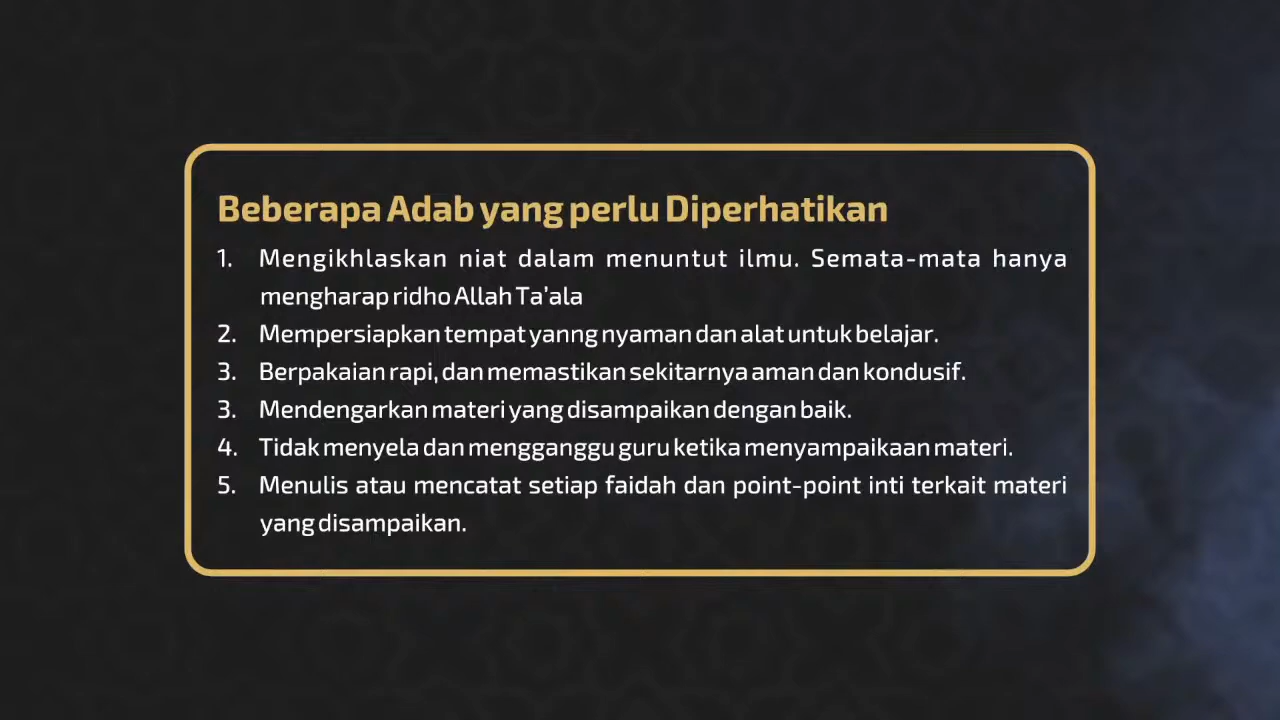 Beberapa Adab yang perlu Diperhatikan
1. Mengikhlaskan niat dalam menuntut ilmu. Semata-mata hanya
mengharap ridho Allah Ta'ala
2. Mempersiapkan tempat yanng nyaman dan alat untuk belajar.
3. Berpakaian rapi, dan memastikan sekitarnya aman dan kondusif.
3. Mendengarkan materi yang disampaikan dengan baik.
4. Tidak menyela dan mengganggu guru ketika menyampaikaan materi.
5. Menulis atau mencatat setiap faidah dan point-point inti terkait materi
yang disampaikan.